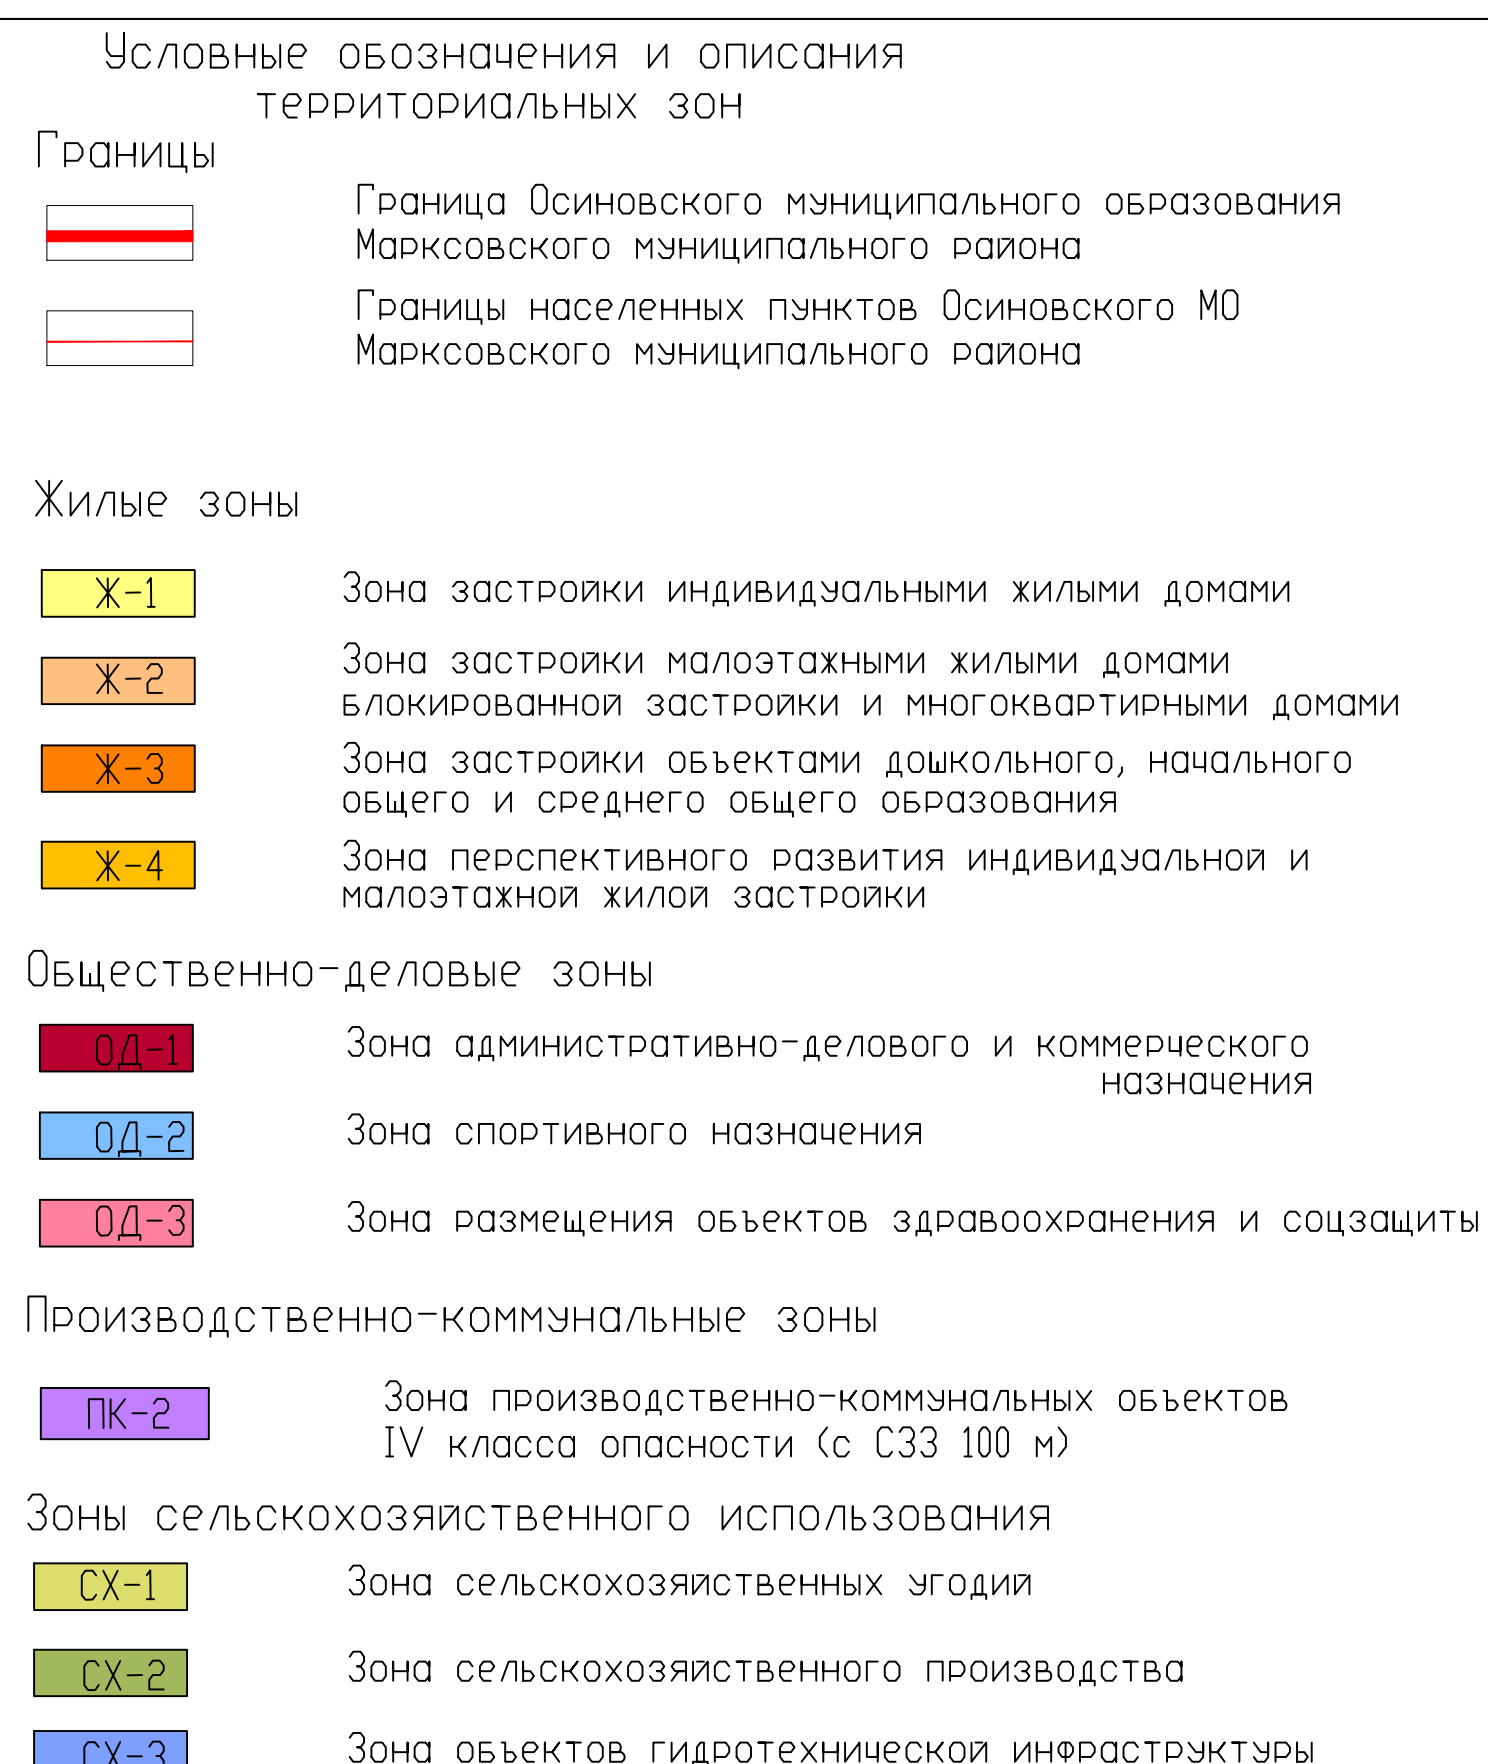 Условные обозначения и описания
территориальных зон
Границы
Граница Осиновского муниципального образования
Марксовского муниципального района
Границы населенных пунктов Осиновского МО
Марксовского муниципального района
Жилые зоны
Ж-1 Зона застройки индивидуальными жилыми домами
Ж-2 Зона застройки малоэтажными жилыми домами
блокированной застройки и многоквартирными домами
Ж-3 Зона застройки объектами дошкольного, начального
общего и среднего общего образования
Ж-4 Зона перспективного развития индивидуальной и
малоэтажной жилой застройки
Общественно-деловые зоны
ОД-1 Зона административно-делового и коммерческого
назначения
ОД-2 Зона спортивного назначения
ОД-3 Зона размещения объектов здравоохранения и соцзащиты
Производственно-коммунальные зоны
ПК-2 Зона производственно-коммунальных объектов
IV класса опасности (с СЗЗ 100 м)
Зоны сельскохозяйственного использования
СХ-1 Зона сельскохозяйственных угодий
СХ-2 Зона сельскохозяйственного производства
СХ-3 Зона объектов гидротехнической инфраструктуры